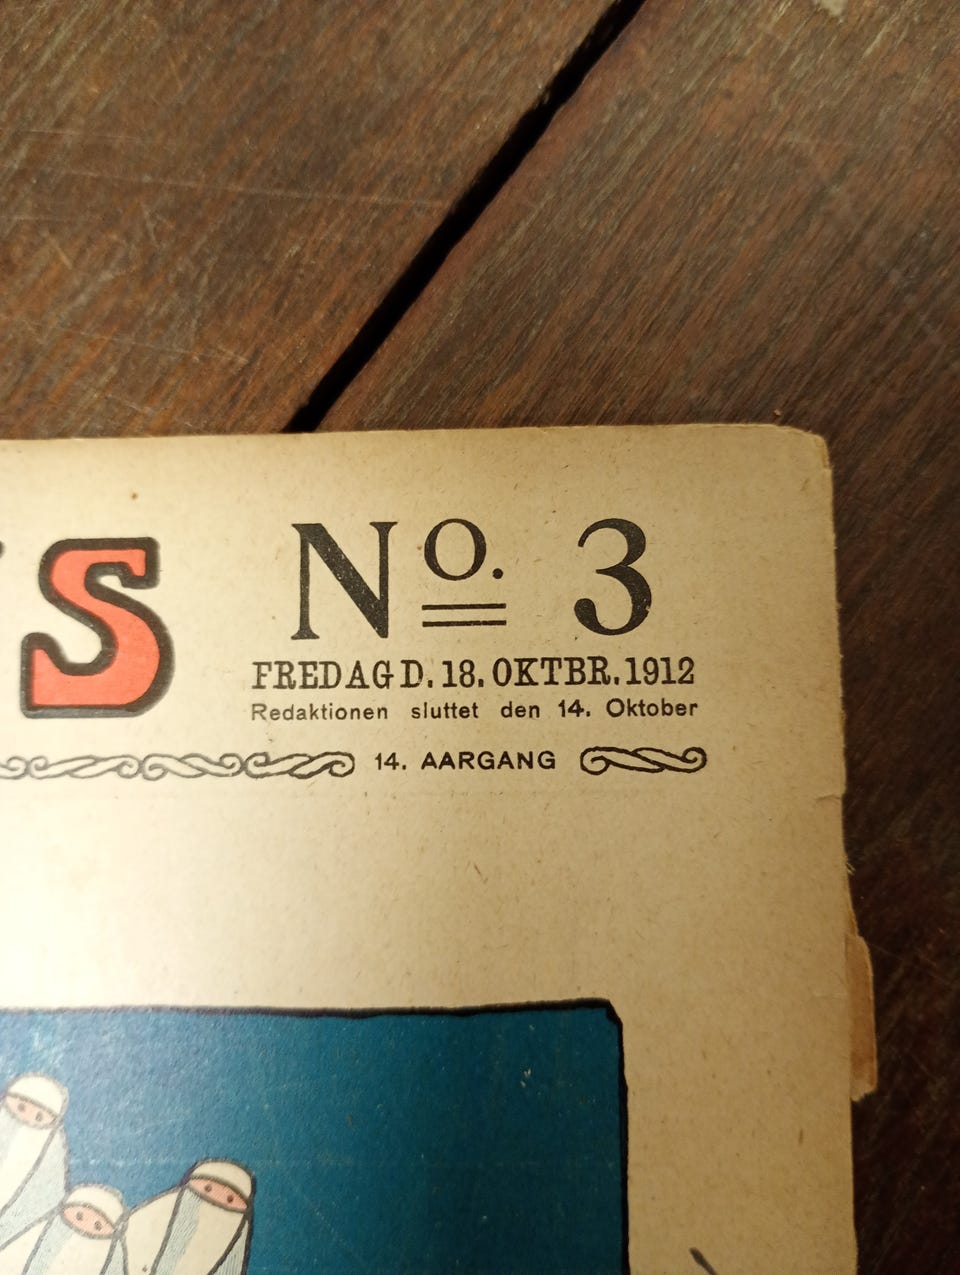 S
No. 3
FREDAG D. 18. OKTBR. 1912
Redaktionen sluttet den 14. Oktober
14. AARGANG